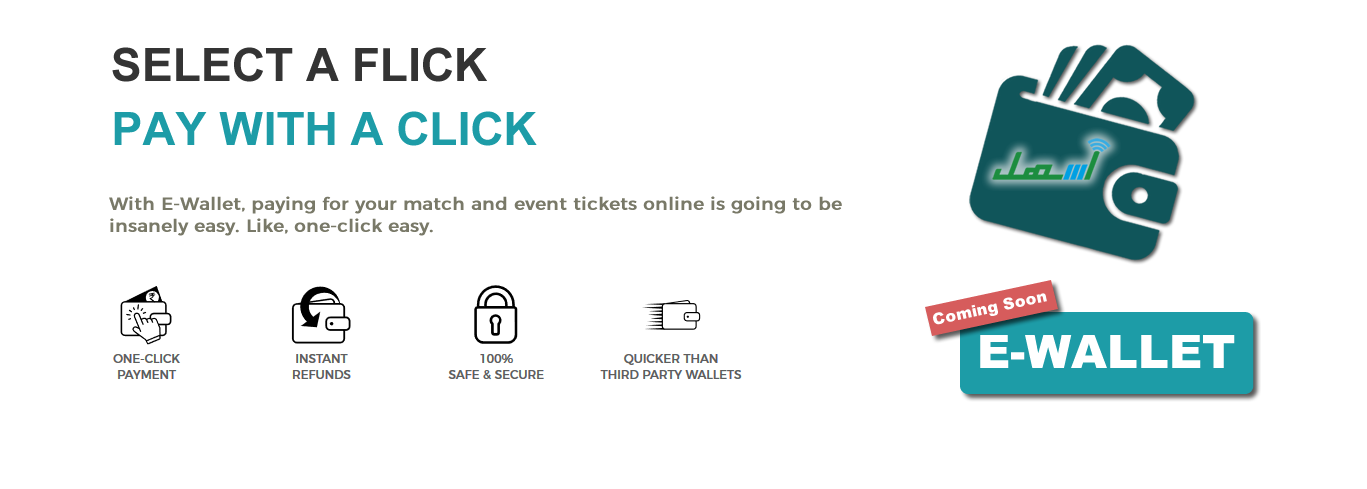 SELECT A FLICK
PAY WITH A CLICK
With E-Wallet, paying for your match and event tickets online is going to be
insanely easy. Like, one-click easy.
₹
ONE-CLICK
PAYMENT
INSTANT
REFUNDS
100%
SAFE & SECURE
QUICKER THAN
THIRD PARTY WALLETS
اسهل
Coming Soon
E-WALLET